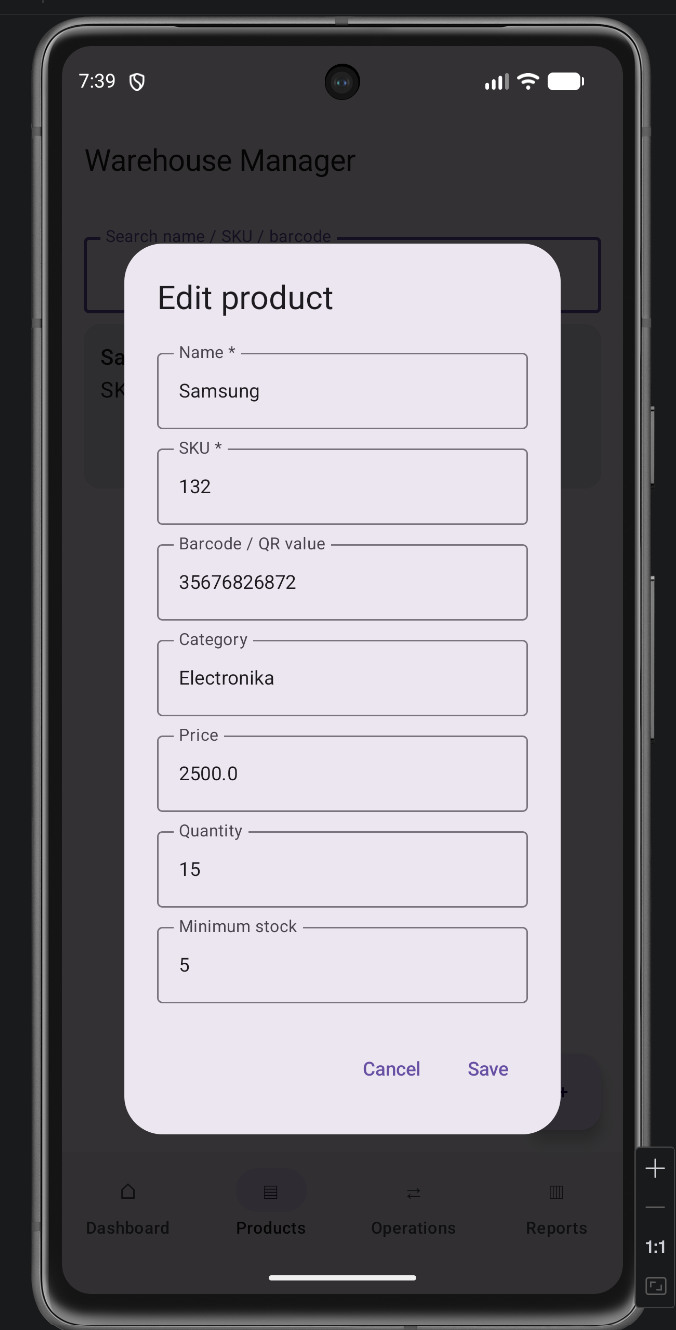 7:39
Warehouse Manager
Search name / SKU / barcode
Edit product
Name *
Samsung
SKU *
132
Barcode / QR value
35676826872
Category
Electronika
Price
2500.0
Quantity
15
Minimum stock
5
Cancel Save
+
Dashboard Products Operations Reports
1:1